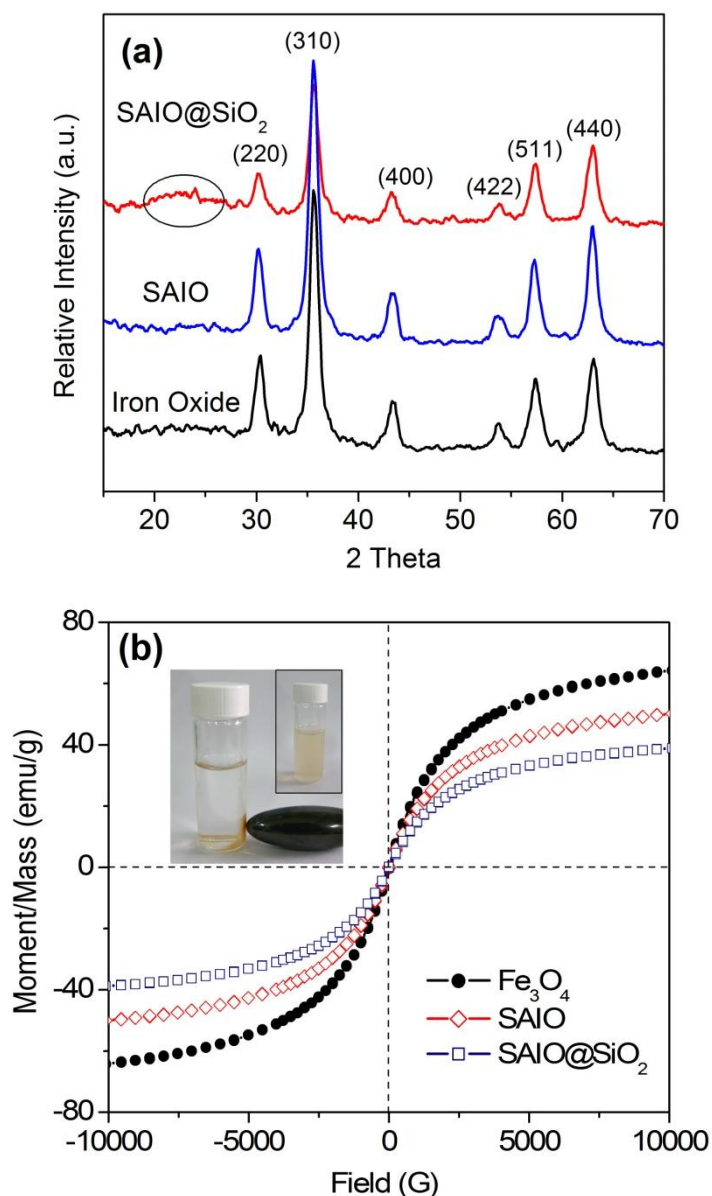 (a)
(310)
SAIO@SiO₂
(220)
(400)
(422)
(511)
(440)
SAIO
Iron Oxide
Relative Intensity (a.u.)
20 30 40 50 60 70
2 Theta
(b)
80
40
0
-40
-80
Moment/Mass (emu/g)
Fe₃O₄
SAIO
SAIO@SiO₂
-10000 -5000 0 5000 10000
Field (G)